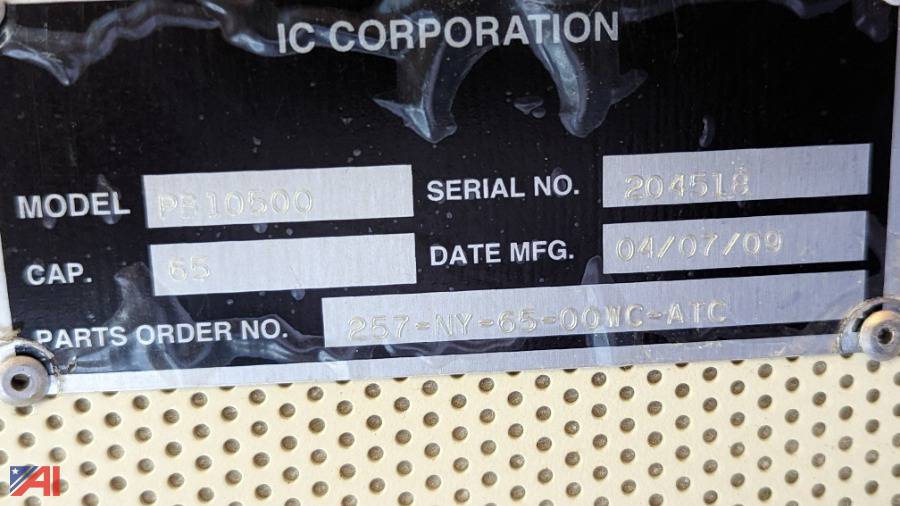 IC CORPORATION
MODEL PB10500 SERIAL NO. 204518
CAP. 65 DATE MFG. 04/07/09
PARTS ORDER NO. 257-NY-65-00WC-ATC
AI